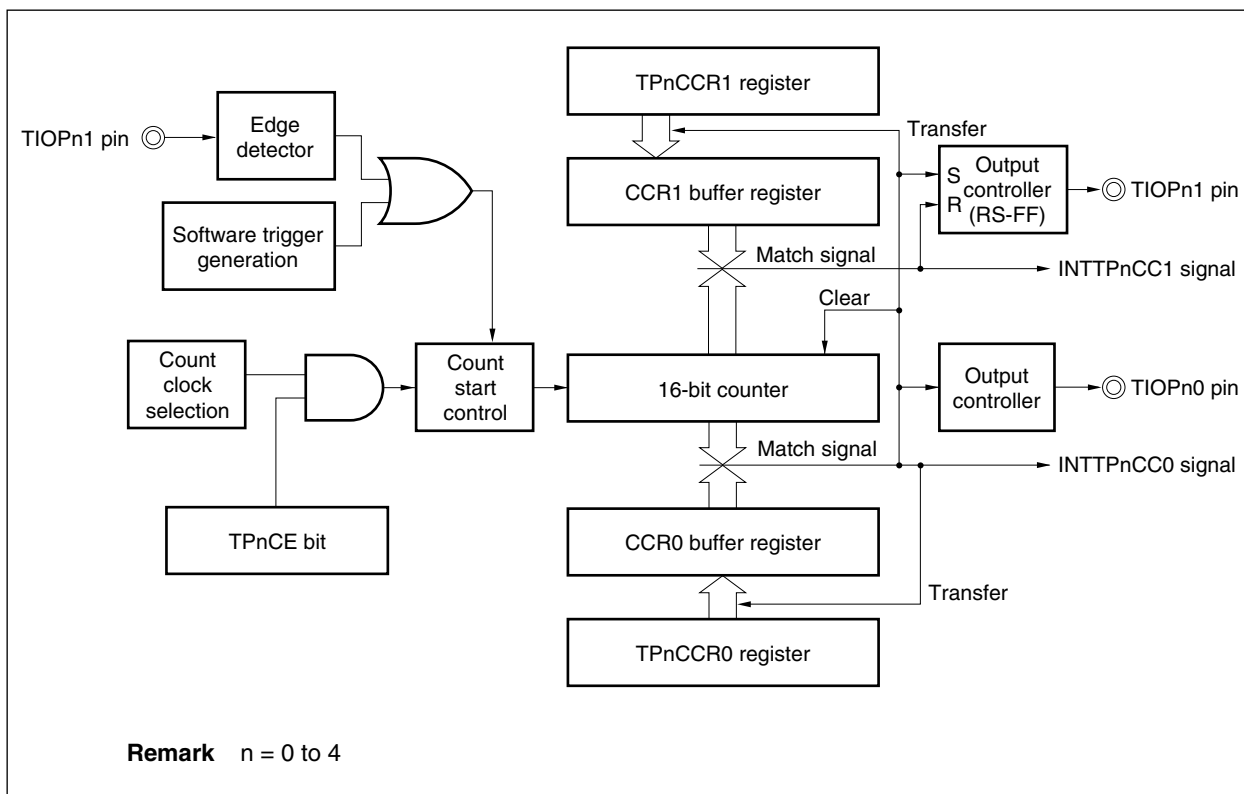 TPnCCR1 register
TIOPn1 pin
Edge
detector
Transfer
CCR1 buffer register
S
R
Output
controller
(RS-FF)
TIOPn1 pin
Software trigger
generation
Match signal
INTTPnCC1 signal
Clear
Count
clock
selection
Count
start
control
16-bit counter
Output
controller
TIOPn0 pin
Match signal
INTTPnCC0 signal
TPnCE bit
CCR0 buffer register
Transfer
TPnCCR0 register
Remark n = 0 to 4